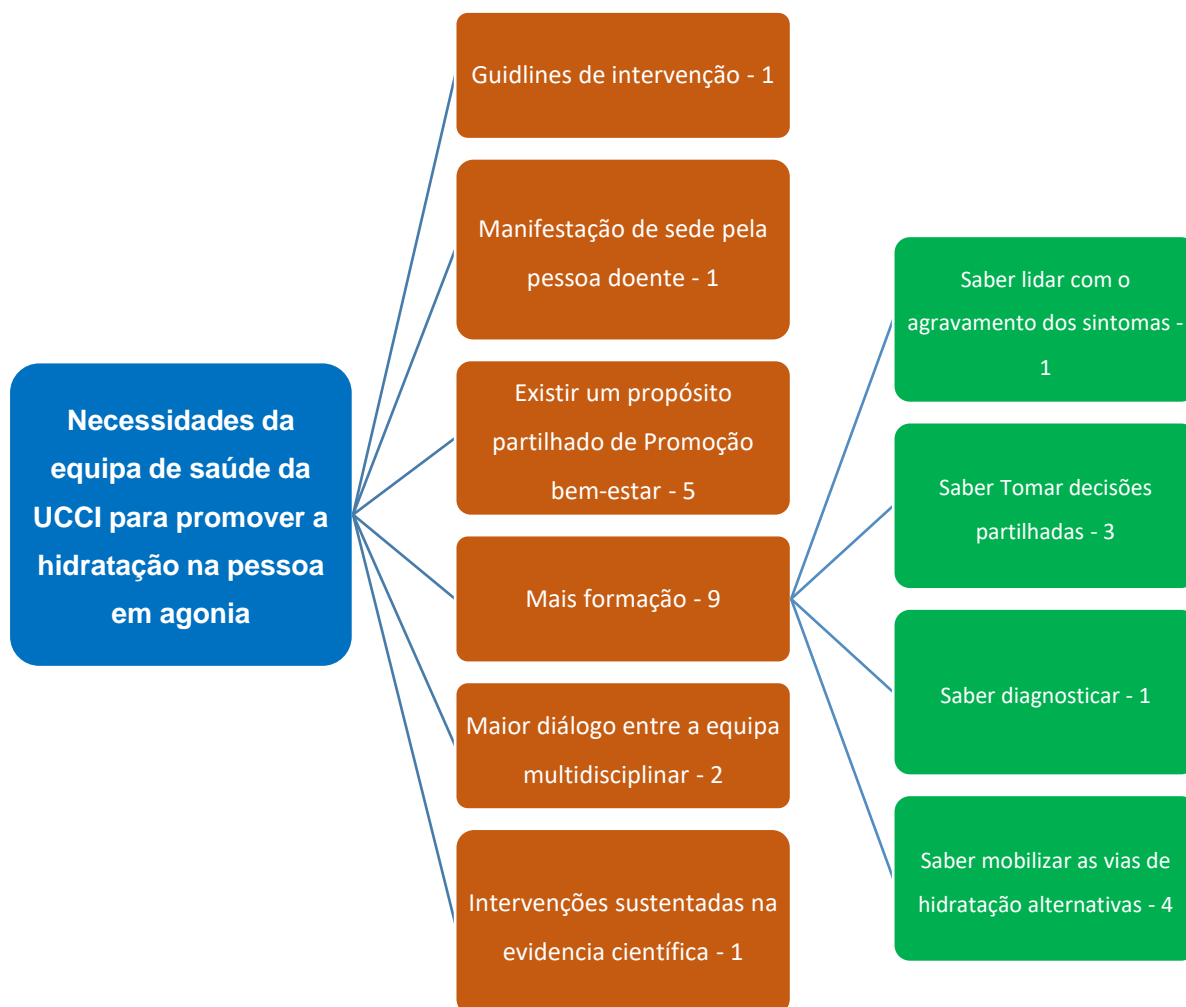 Necessidades da
equipa de saúde da
UCCI para promover a
hidratação na pessoa
em agonia
Guidlines de intervenção - 1
Manifestação de sede pela
pessoa doente - 1
Existir um propósito
partilhado de Promoção
bem-estar - 5
Mais formação - 9
Maior diálogo entre a equipa
multidisciplinar - 2
Intervenções sustentadas na
evidencia científica - 1
Saber lidar com o
agravamento dos sintomas -
1
Saber Tomar decisões
partilhadas - 3
Saber diagnosticar - 1
Saber mobilizar as vias de
hidratação alternativas - 4